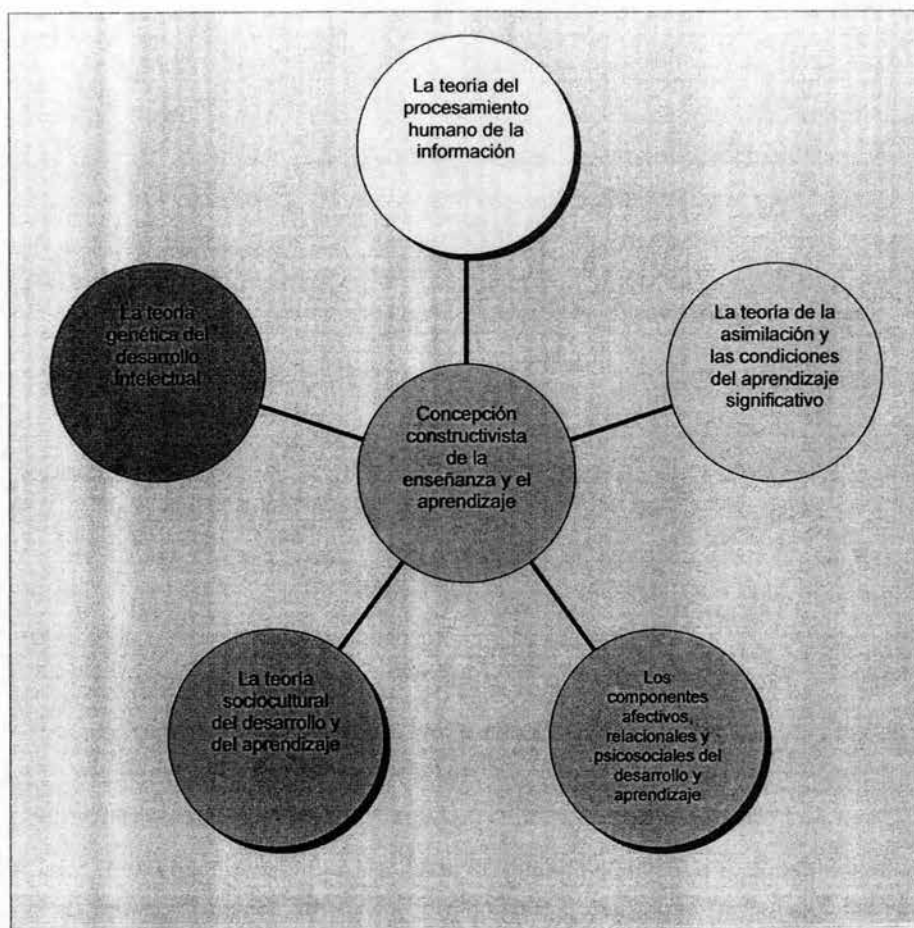 La teoría del
procesamiento
humano de la
información
La teoría
genética del
desarrollo
intelectual
La teoría de la
asimilación y
las condiciones
del aprendizaje
significativo
Concepción
constructivista
de la
enseñanza y el
aprendizaje
La teoría
sociocultural
del desarrollo y
del aprendizaje
Los
componentes
afectivos,
relacionales y
psicosociales del
desarrollo y
aprendizaje